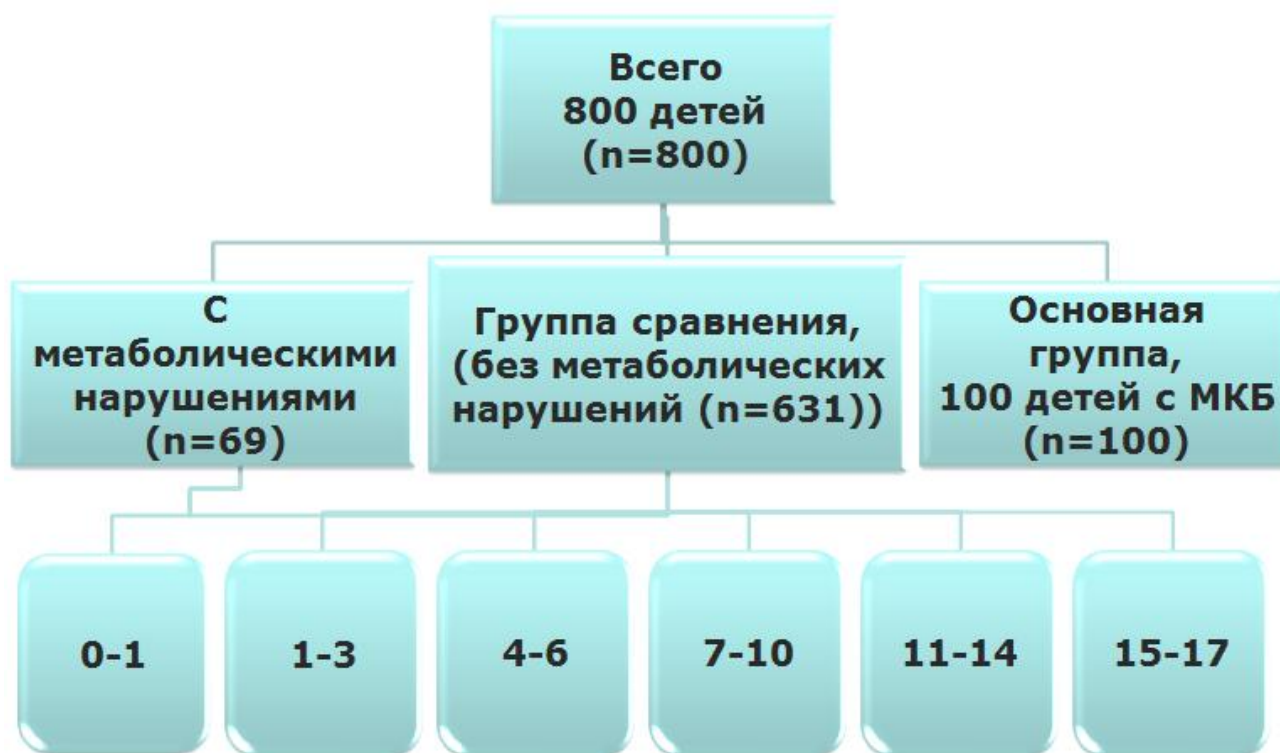 Всего
800 детей
(n=800)
С
метаболическими
нарушениями
(n=69)
Группа сравнения,
(без метаболических
нарушений (n=631))
Основная
группа,
100 детей с МКБ
(n=100)
0-1
1-3
4-6
7-10
11-14
15-17